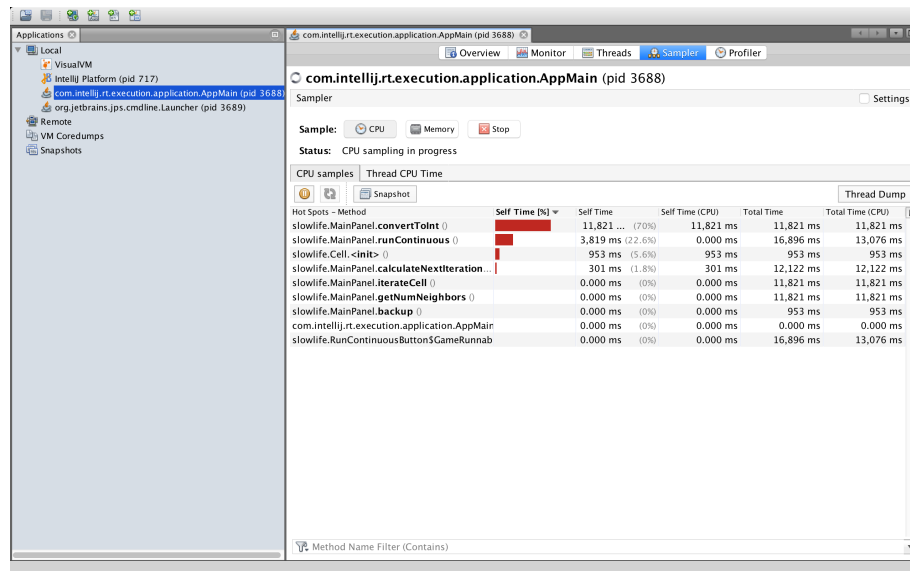 Applications
com.intellij.rt.execution.application.AppMain (pid 3688)
Local
VisualVM
IntelliJ Platform (pid 717)
com.intellij.rt.execution.application.AppMain (pid 3688)
org.jetbrains.jps.cmdline.Launcher (pid 3689)
Remote
VM Coredumps
Snapshots
Overview Monitor Threads Sampler Profiler
com.intellij.rt.execution.application.AppMain (pid 3688)
Sampler Settings
Sample: CPU Memory Stop
Status: CPU sampling in progress
CPU samples Thread CPU Time
Snapshot Thread Dump
Hot Spots – Method Self Time [%] Self Time Self Time (CPU) Total Time Total Time (CPU)
slowlife.MainPanel.convertToInt () 11,821 ... (70%) 11,821 ms 11,821 ms 11,821 ms
slowlife.MainPanel.runContinuous () 3,819 ms (22.6%) 0.000 ms 16,896 ms 13,076 ms
slowlife.Cell.<init> () 953 ms (5.6%) 953 ms 953 ms 953 ms
slowlife.MainPanel.calculateNextIteration... 301 ms (1.8%) 301 ms 12,122 ms 12,122 ms
slowlife.MainPanel.iterateCell () 0.000 ms (0%) 0.000 ms 11,821 ms 11,821 ms
slowlife.MainPanel.getNumNeighbors () 0.000 ms (0%) 0.000 ms 11,821 ms 11,821 ms
slowlife.MainPanel.backup () 0.000 ms (0%) 0.000 ms 953 ms 953 ms
com.intellij.rt.execution.application.AppMain 0.000 ms (0%) 0.000 ms 0.000 ms 0.000 ms
slowlife.RunContinuousButton$GameRunnab 0.000 ms (0%) 0.000 ms 16,896 ms 13,076 ms
Method Name Filter (Contains)